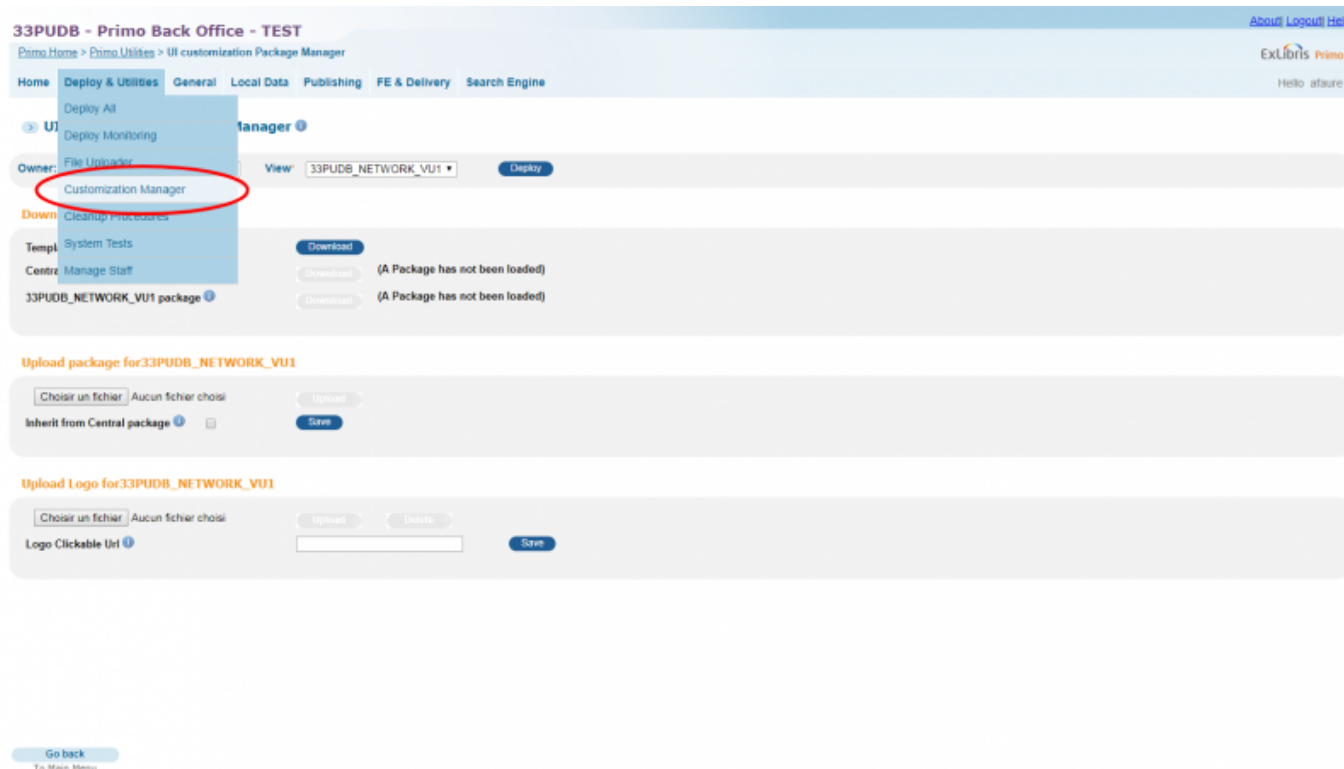 33PUDB - Primo Back Office - TEST
About| Logout| Hel
Primo Home > Primo Utilities > UI customization Package Manager
ExLibris Primo
Home Deploy & Utilities General Local Data Publishing FE & Delivery Search Engine
Hello afaure
Deploy All
UI Manager
Deploy Monitoring
File Uploader
Owner: View* 33PUDB_NETWORK_VU1 Deploy
Customization Manager
Down Cleanup Procedures
Templ System Tests Download
Centra Manage Staff Download (A Package has not been loaded)
33PUDB_NETWORK_VU1 package Download (A Package has not been loaded)
Upload package for33PUDB_NETWORK_VU1
Choisir un fichier Aucun fichier choisi Upload
Inherit from Central package Save
Upload Logo for33PUDB_NETWORK_VU1
Choisir un fichier Aucun fichier choisi Upload Delete
Logo Clickable Url Save
Go back
To Main Menu